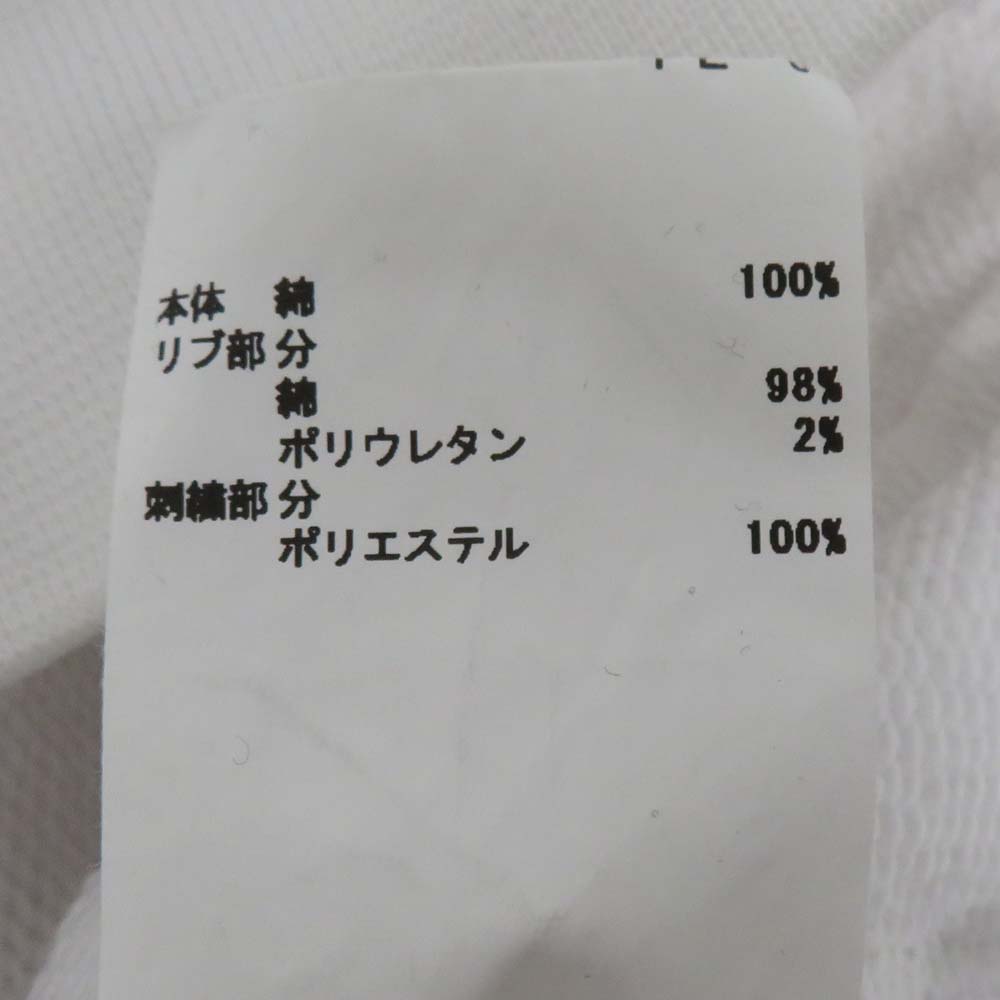 本体 綿 100%
リブ部分
綿 98%
ポリウレタン 2%
刺繍部分
ポリエステル 100%